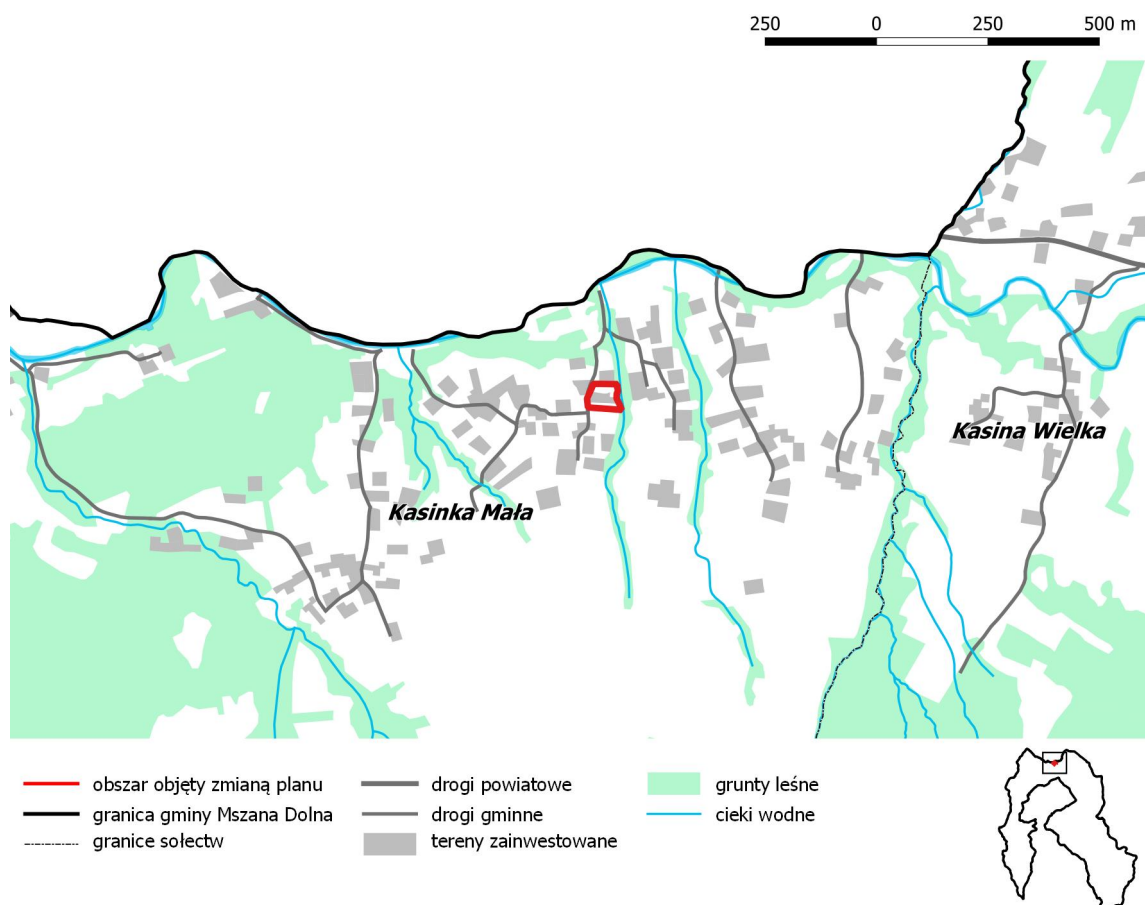 250 0 250 500 m
Kasina Wielka
Kasinka Mała
obszar objęty zmianą planu
granica gminy Mszana Dolna
granice sołectw
drogi powiatowe
drogi gminne
tereny zainwestowane
grunty leśne
cieki wodne